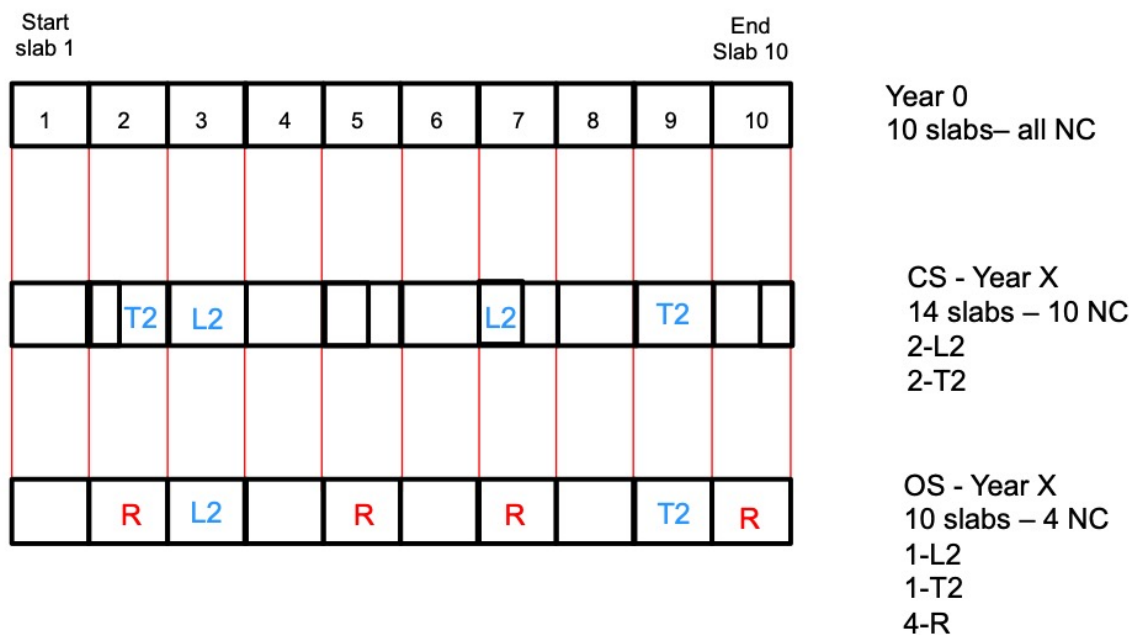 Start
slab 1
End
Slab 10
1 2 3 4 5 6 7 8 9 10
Year 0
10 slabs– all NC
T2 L2 L2 T2
CS - Year X
14 slabs – 10 NC
2-L2
2-T2
R L2 R R T2 R
OS - Year X
10 slabs – 4 NC
1-L2
1-T2
4-R